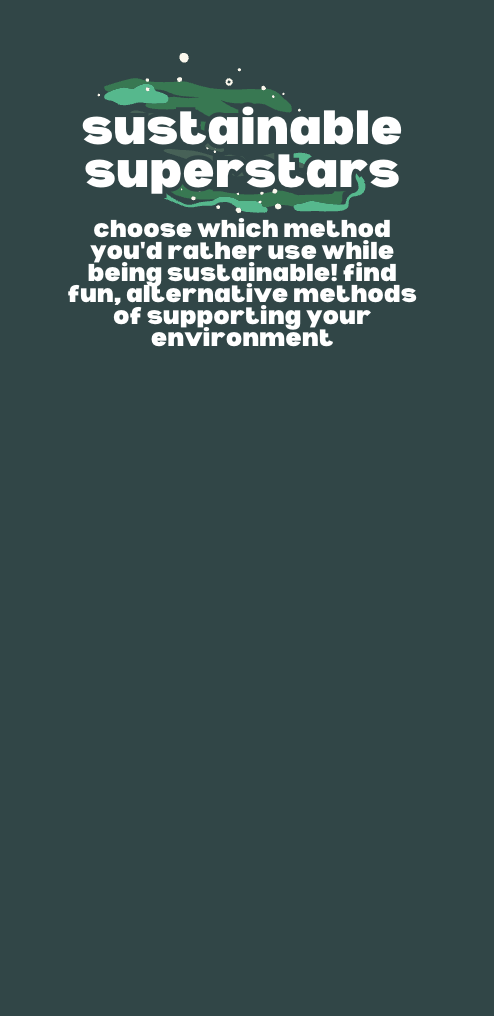 sustainable
superstars
choose which method
you'd rather use while
being sustainable! find
fun, alternative methods
of supporting your
environment